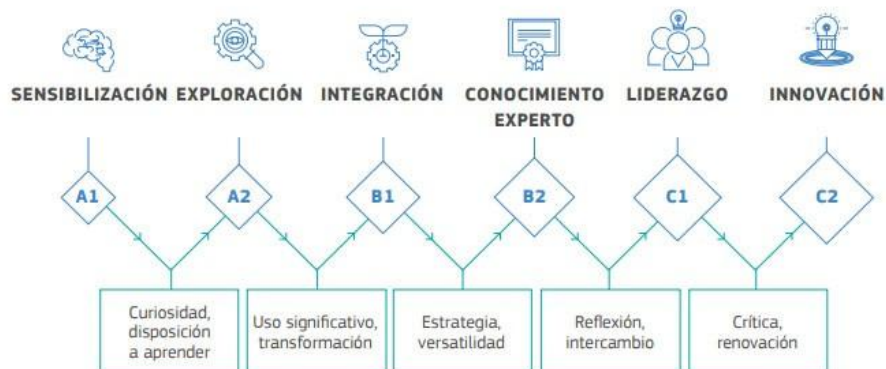 SENSIBILIZACIÓN EXPLORACIÓN INTEGRACIÓN CONOCIMIENTO LIDERAZGO INNOVACIÓN
EXPERTO
A1 A2 B1 B2 C1 C2
Curiosidad,
disposición
a aprender
Uso significativo,
transformación
Estrategia,
versatilidad
Reflexión,
intercambio
Crítica,
renovación